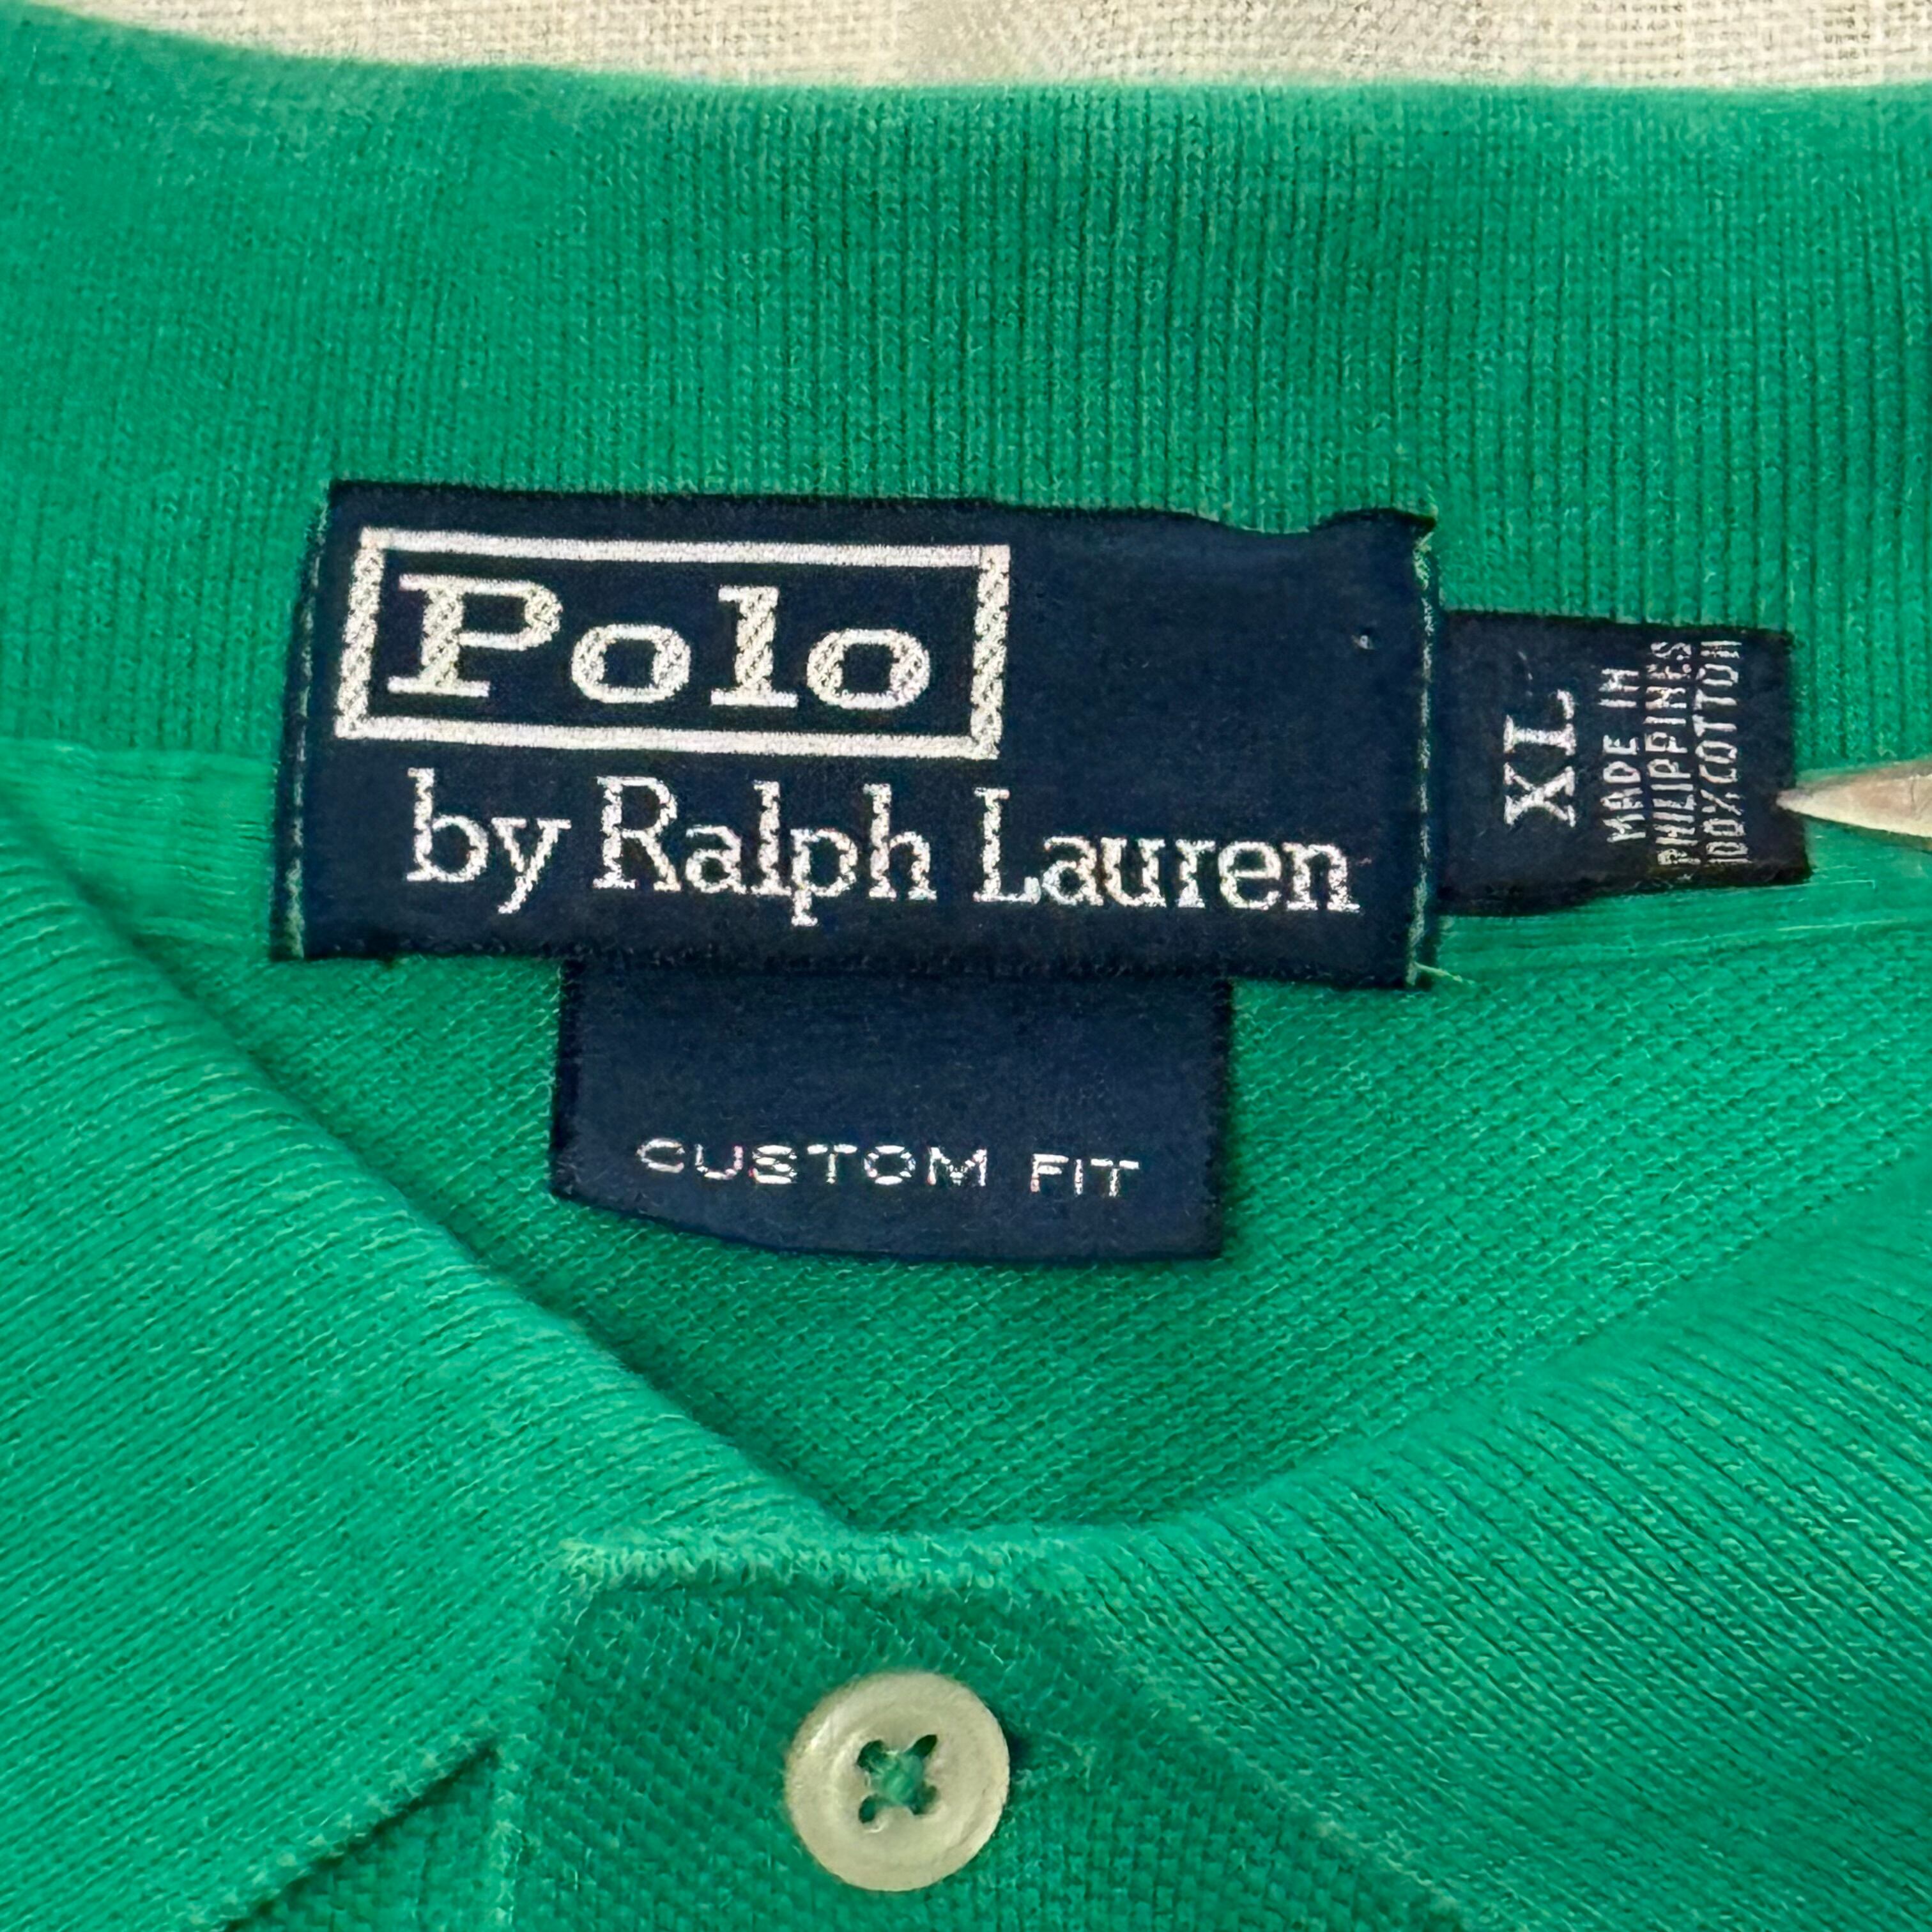 Polo
by Ralph Lauren
XL
MADE IN
PHILIPPINES
100% COTTON
CUSTOM FIT